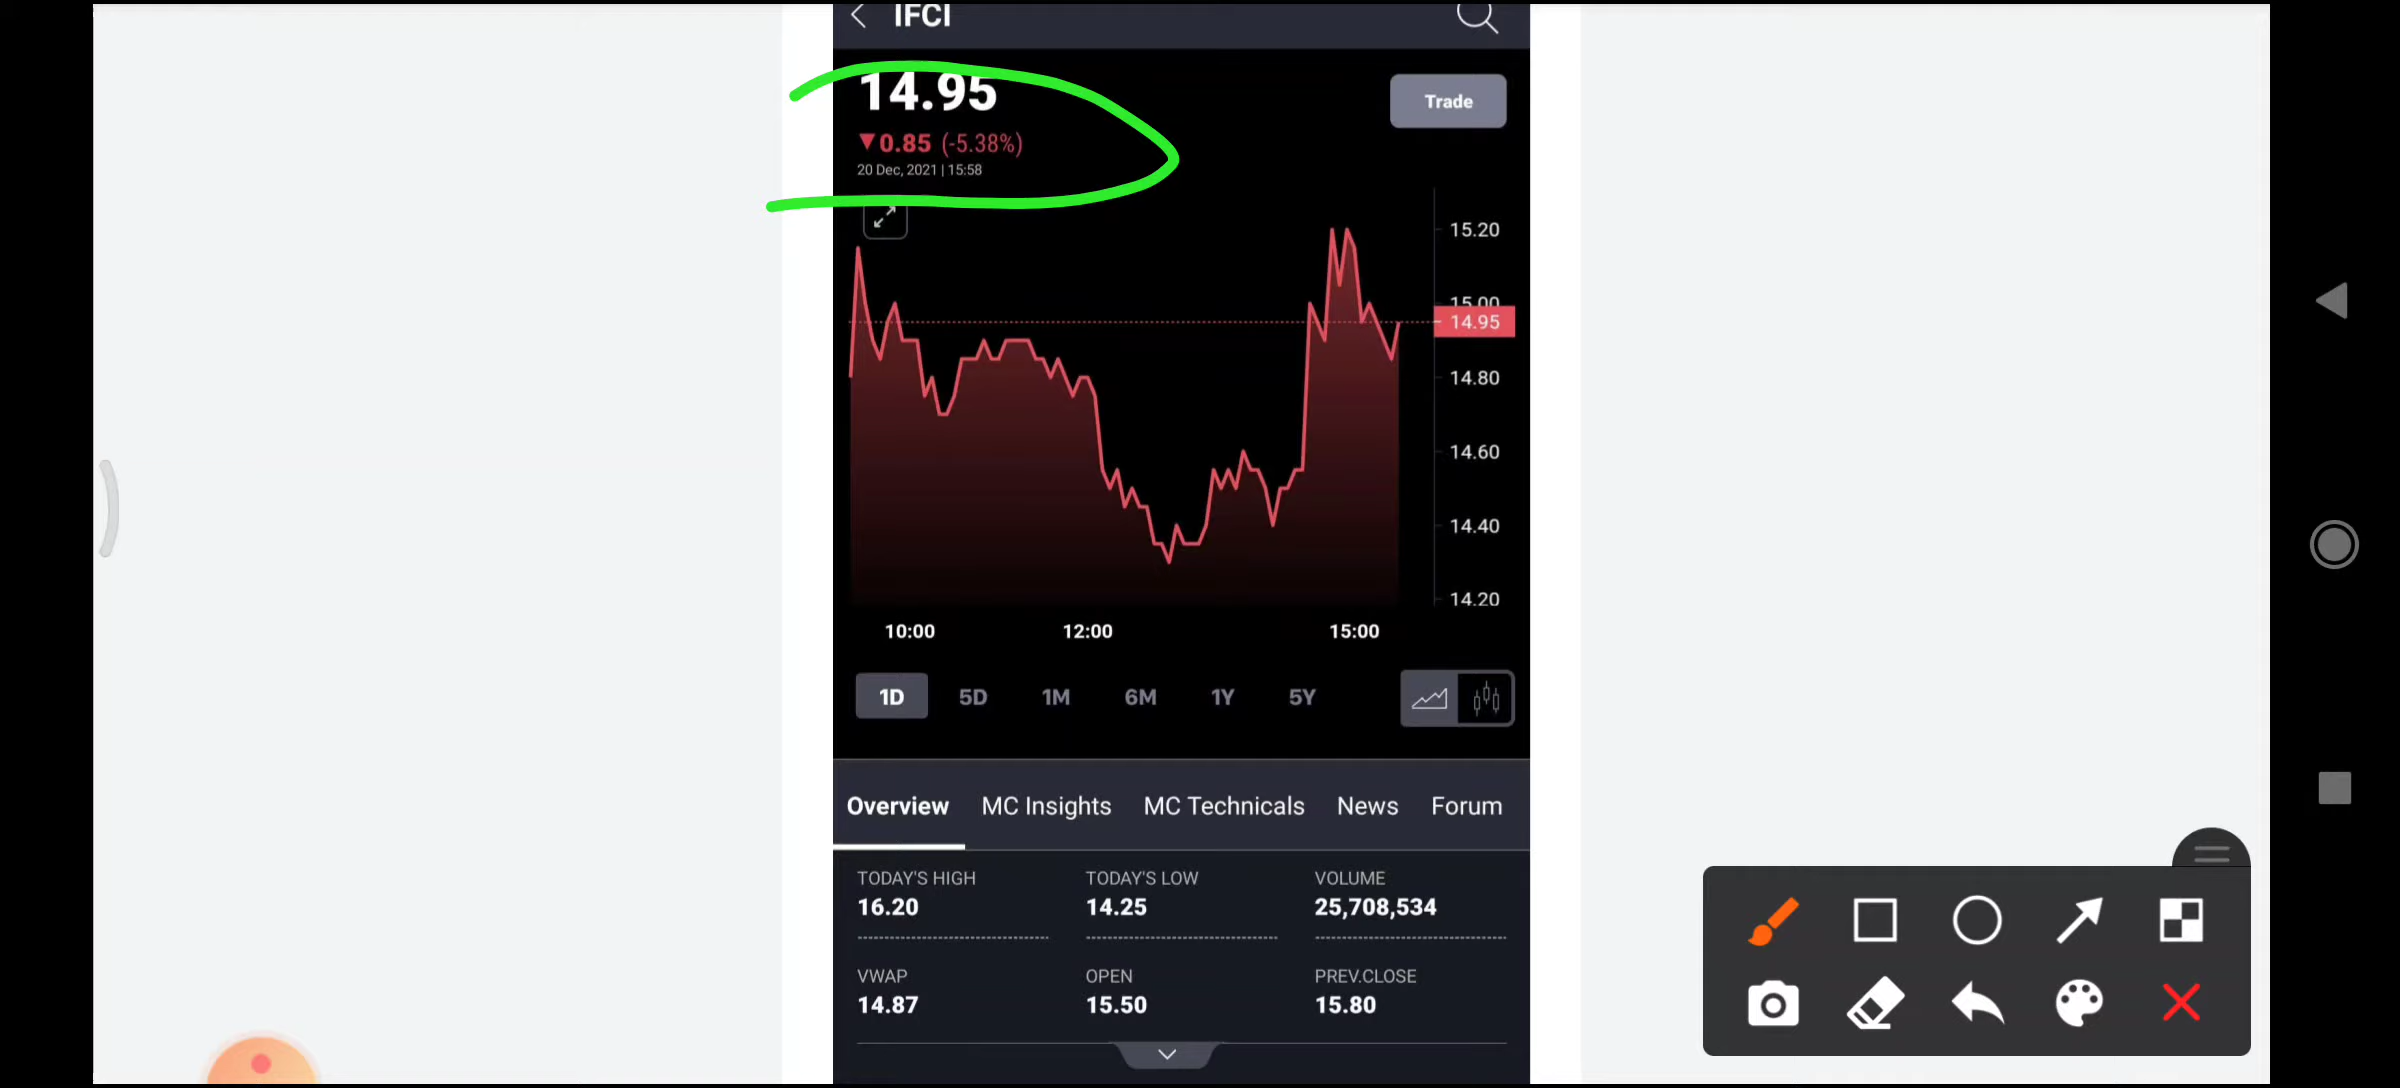 IFCI
14.95
Trade
▼0.85 (-5.38%)
20 Dec, 2021 | 15:58
15.20
15.00
14.95
14.80
14.60
14.40
14.20
10:00 12:00 15:00
1D 5D 1M 6M 1Y 5Y
Overview MC Insights MC Technicals News Forum
TODAY'S HIGH TODAY'S LOW VOLUME
16.20 14.25 25,708,534
VWAP OPEN PREV.CLOSE
14.87 15.50 15.80